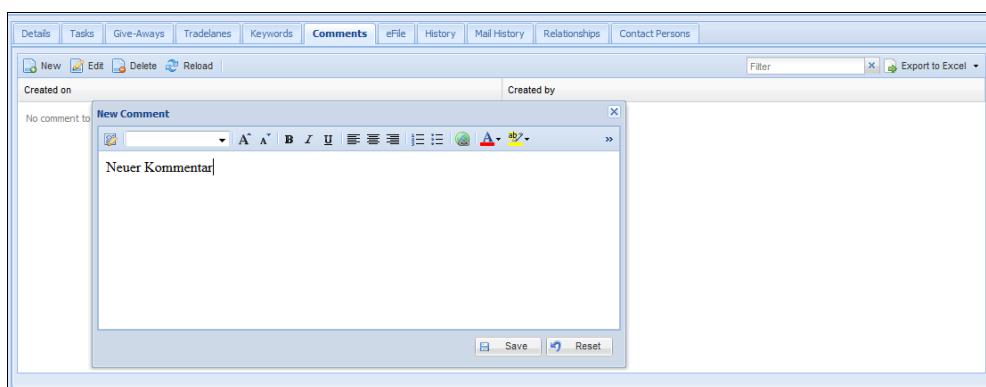 Details Tasks Give-Aways Tradelanes Keywords Comments eFile History Mail History Relationships Contact Persons
New Edit Delete Reload Filter Export to Excel
Created on Created by
No comment to
New Comment
A A B I U A ab
Neuer Kommentar
Save Reset